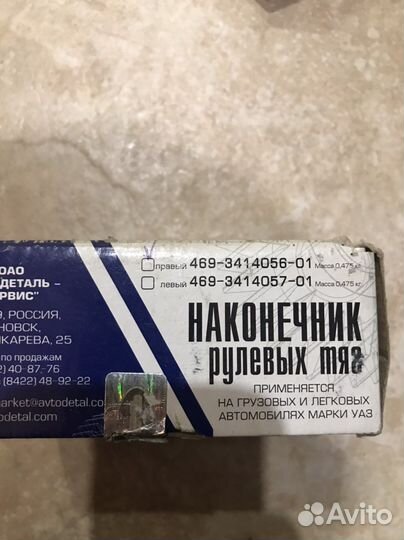 правый 469-3414056-01 Масса 0,475 кг
левый 469-3414057-01 Масса 0,475 кг
НАКОНЕЧНИК
рулевых тяг
ПРИМЕНЯЕТСЯ
НА ГРУЗОВЫХ И ЛЕГКОВЫХ
АВТОМОБИЛЯХ МАРКИ УАЗ
ОАО
ДЕТАЛЬ -
РВИС"
9, РОССИЯ,
НОВСК,
КАРЕВА, 25
по продажам
2) 40-87-76
(8422) 48-92-22
market@avtodetal.co
odetal.com
Avito